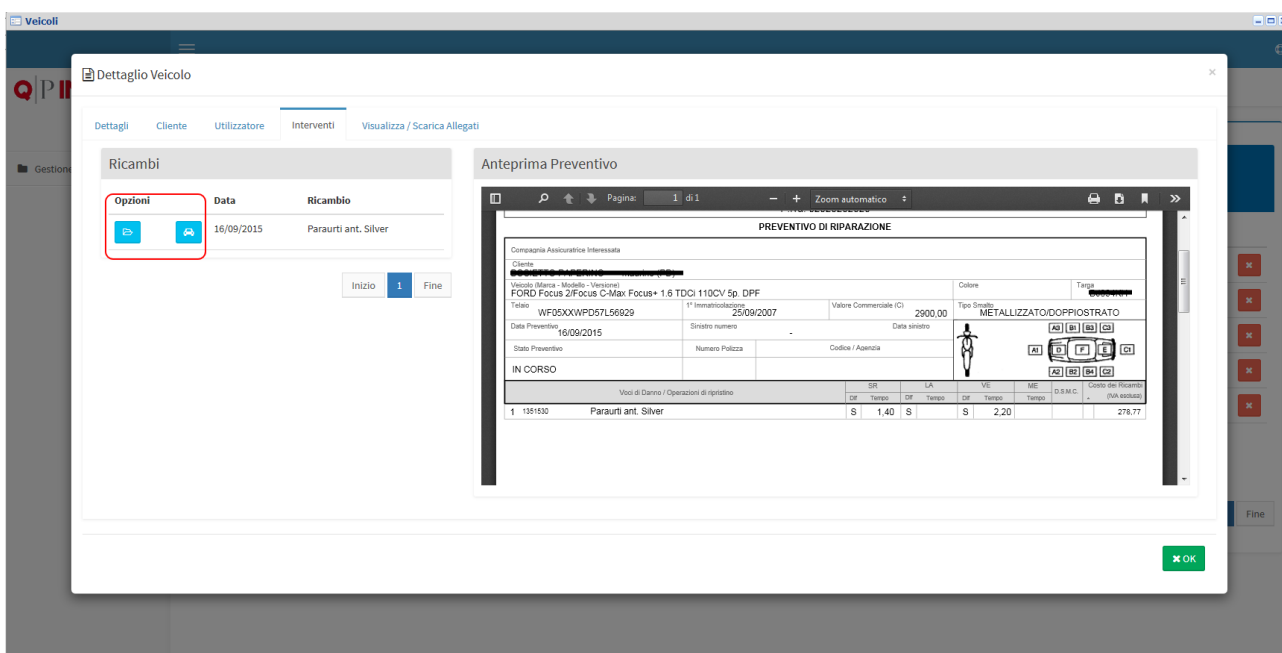 Veicoli
Q|P
Dettaglio Veicolo
×
Dettagli Cliente Utilizzatore Interventi Visualizza / Scarica Allegati
Gestione
Ricambi
Opzioni Data Ricambio
16/09/2015 Paraurti ant. Silver
Inizio 1 Fine
Anteprima Preventivo
Pagina: 1 di 1 Zoom automatico
PREVENTIVO DI RIPARAZIONE
Compagnia Assicuratrice Interessata
Cliente
Veicolo (Marca - Modello - Versione) Colore Targa
FORD Focus 2/Focus C-Max Focus+ 1.6 TDCi 110CV 5p. DPF
Telaio 1° Immatricolazione Valore Commerciale (C) Tipo Smalto
WF05XXWPD57L56929 25/09/2007 2900,00 METALLIZZATO/DOPPIOSTRATO
Data Preventivo Sinistro numero Data sinistro
16/09/2015 -
A3 B1 B3 C3
A1 D F E C1
A2 B2 B4 C2
Stato Preventivo Numero Polizza Codice / Agenzia
IN CORSO
Voci di Danno / Operazioni di ripristino SR LA VE ME D.S.M.C. Costo dei Ricambi
Dif Tempo Dif Tempo Dif Tempo Tempo (IVA esclusa)
1 1351530 Paraurti ant. Silver S 1,40 S S 2,20 278,77
Fine
OK